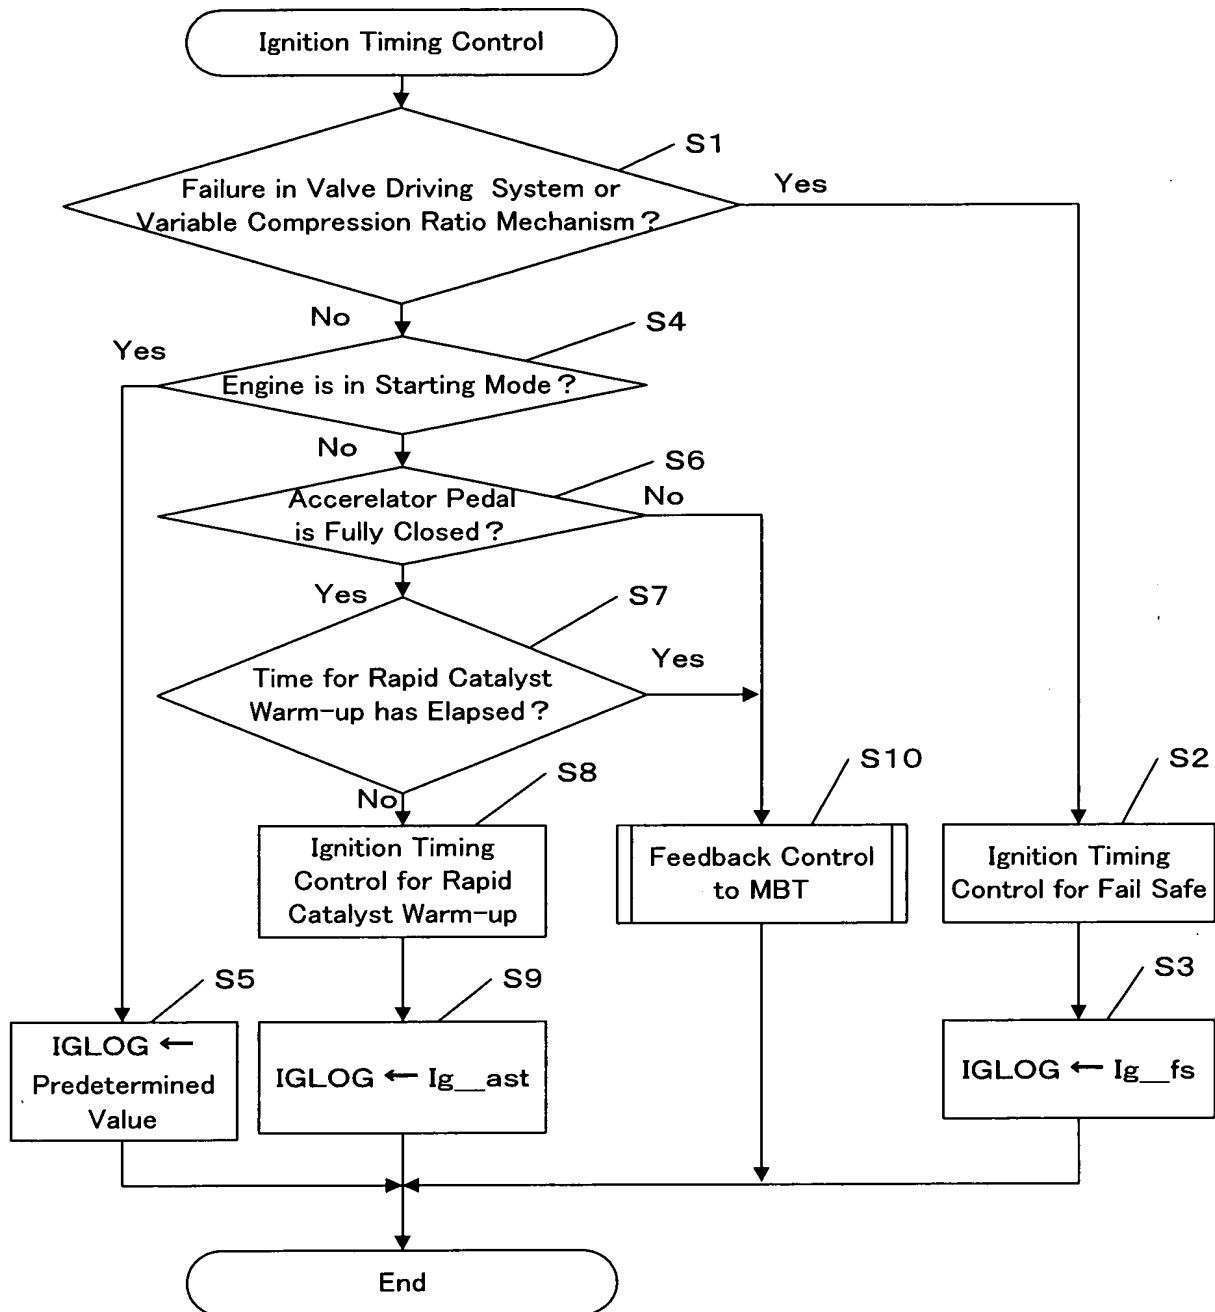 Ignition Timing Control
S1
Failure in Valve Driving System or
Variable Compression Ratio Mechanism?
Yes
No
S4
Yes
Engine is in Starting Mode?
No
S6
Accerelator Pedal
is Fully Closed?
No
Yes
S7
Time for Rapid Catalyst
Warm-up has Elapsed?
Yes
No
S8
Ignition Timing
Control for Rapid
Catalyst Warm-up
S10
Feedback Control
to MBT
S2
Ignition Timing
Control for Fail Safe
S5
IGLOG ←
Predetermined
Value
S9
IGLOG ← Ig__ast
S3
IGLOG ← Ig__fs
End